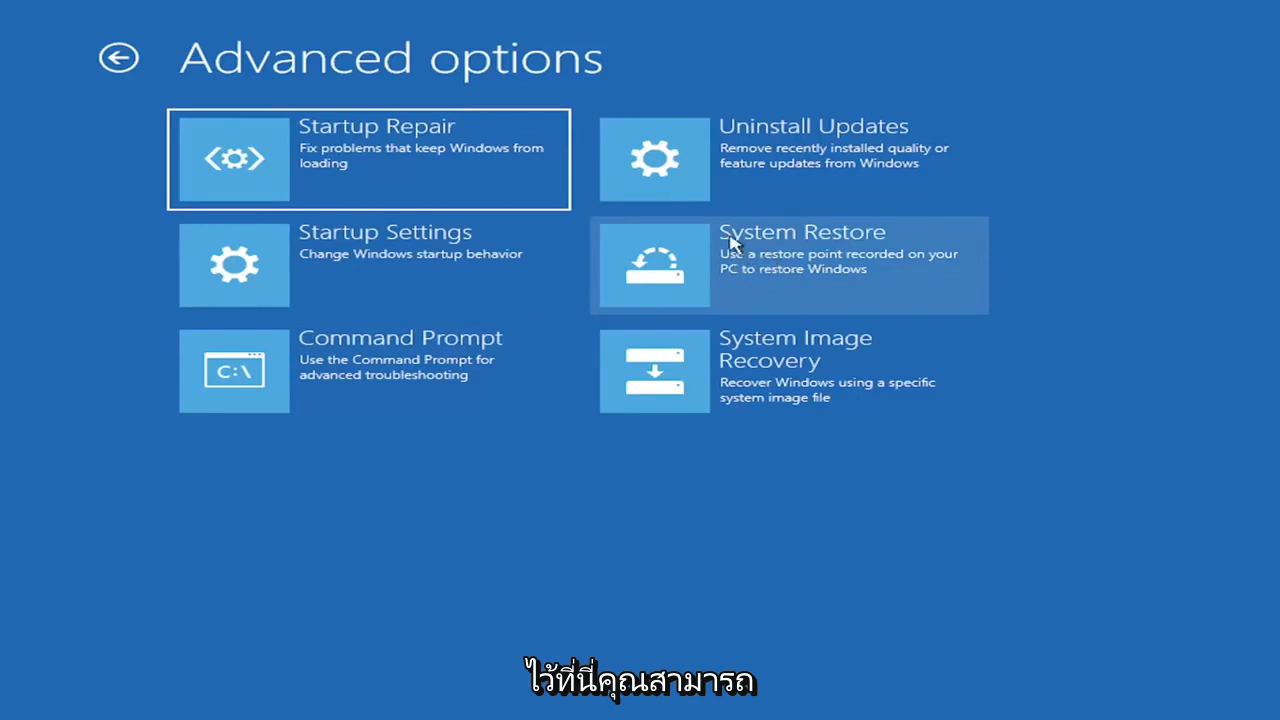 Advanced options
Startup Repair
Fix problems that keep Windows from
loading
Uninstall Updates
Remove recently installed quality or
feature updates from Windows
Startup Settings
Change Windows startup behavior
System Restore
Use a restore point recorded on your
PC to restore Windows
Command Prompt
Use the Command Prompt for
advanced troubleshooting
C:\
System Image
Recovery
Recover Windows using a specific
system image file
ไว้ที่นี่คุณสามารถ